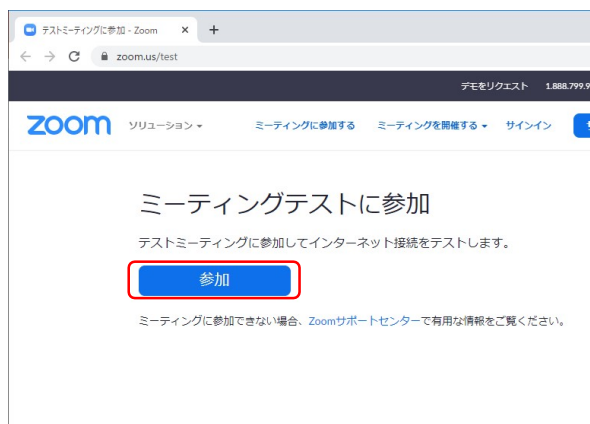 テストミーティングに参加 - Zoom
zoom.us/test
デモをリクエスト 1.888.799.9
zoom ソリューション ミーティングに参加する ミーティングを開催する サインイン
ミーティングテストに参加
テストミーティングに参加してインターネット接続をテストします。
参加
ミーティングに参加できない場合、Zoomサポートセンターで有用な情報をご覧ください。